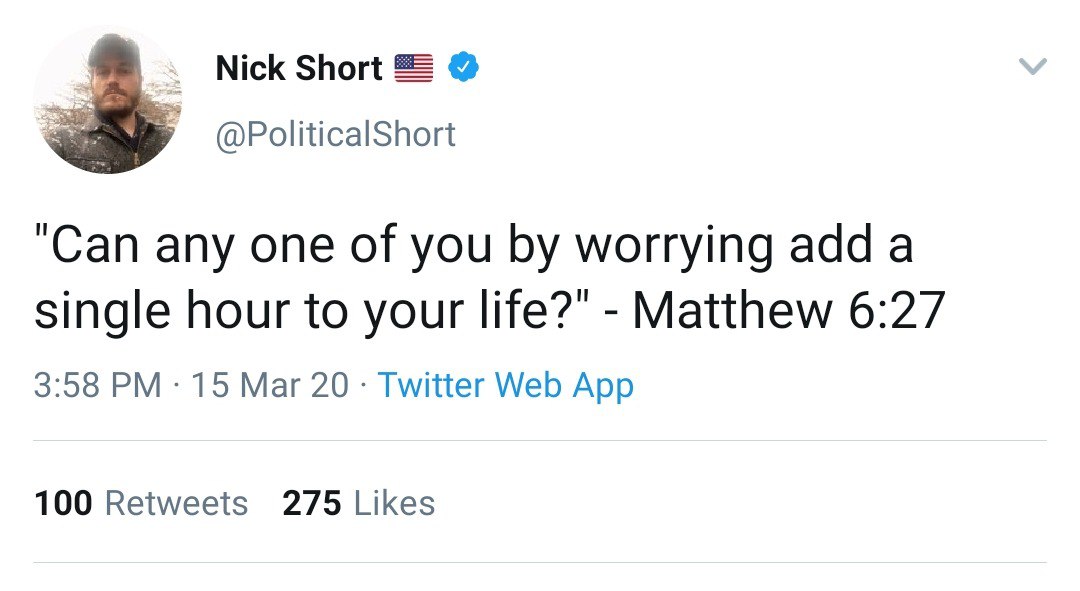 Nick Short 🇺🇸
@PoliticalShort
"Can any one of you by worrying add a
single hour to your life?" - Matthew 6:27
3:58 PM · 15 Mar 20 · Twitter Web App
100 Retweets 275 Likes